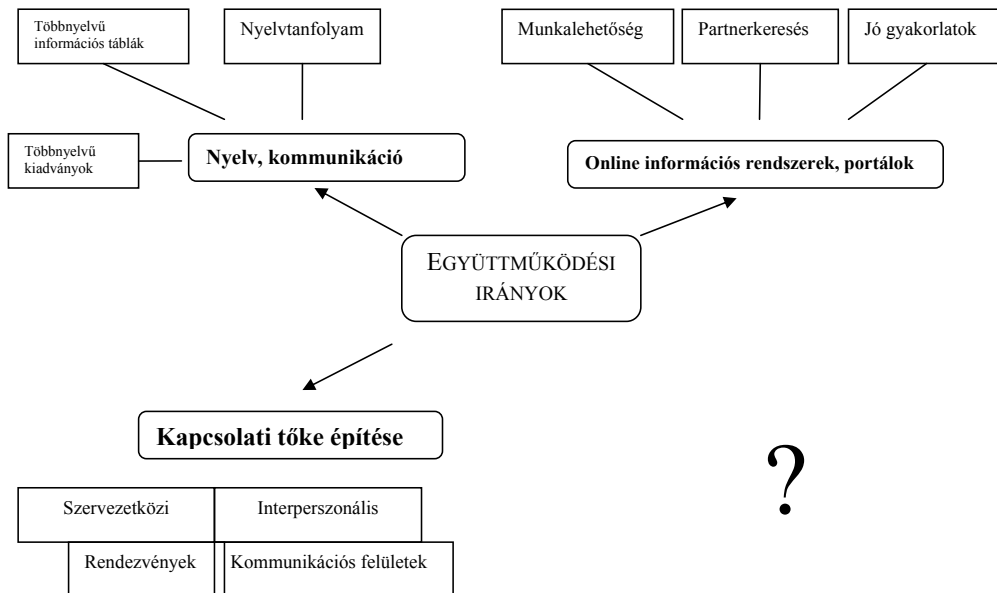 Többnyelvű
információs táblák
Nyelvtanfolyam
Munkalehetőség
Partnerkeresés
Jó gyakorlatok
Többnyelvű
kiadványok
Nyelv, kommunikáció
Online információs rendszerek, portálok
EGYÜTTMŰKÖDÉSI
IRÁNYOK
Kapcsolati tőke építése
?
Szervezetközi
Interperszonális
Rendezvények
Kommunikációs felületek